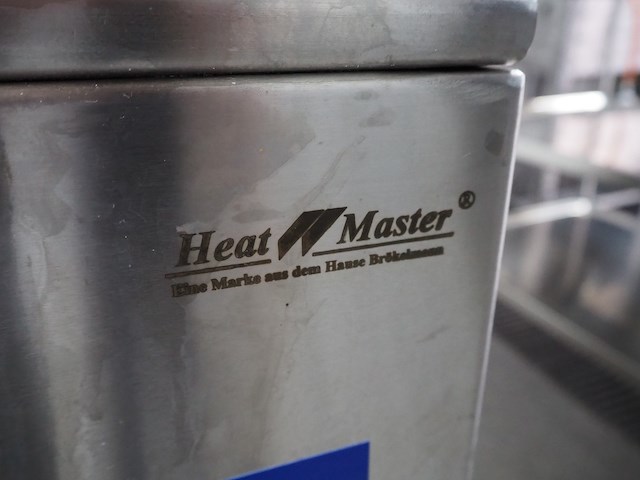 Heat Master®
Eine Marke aus dem Hause Brökelmann